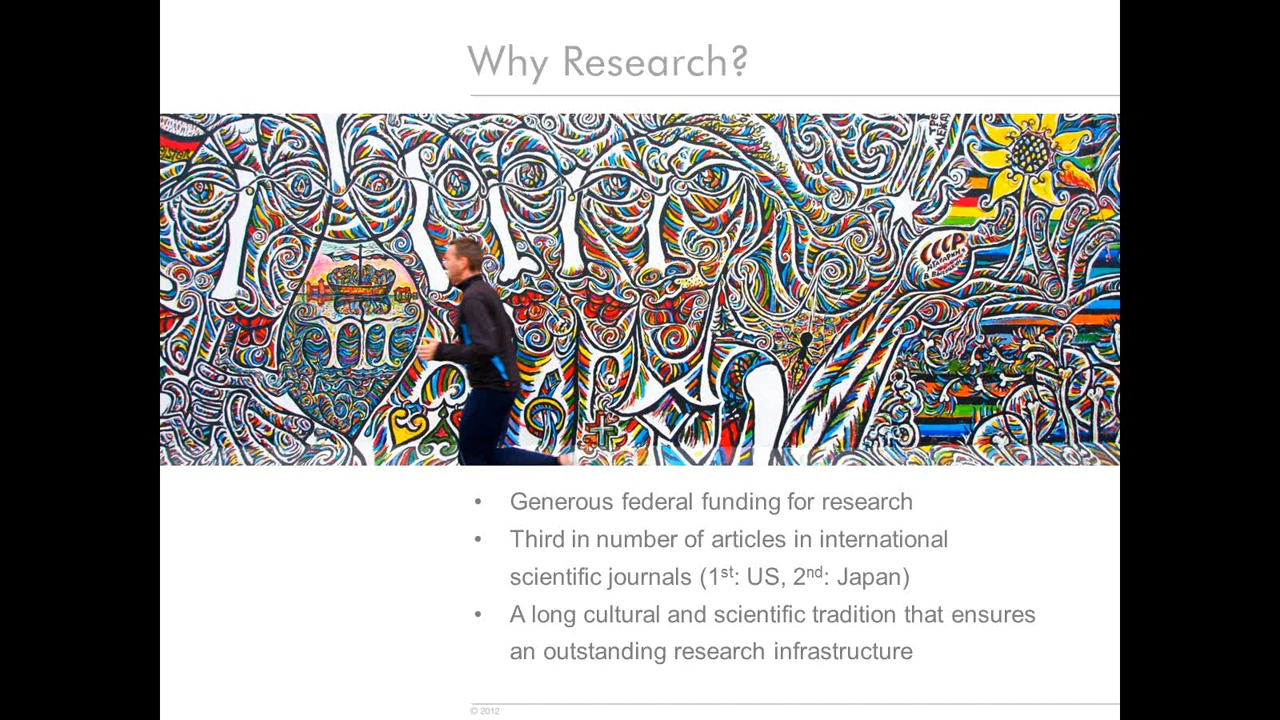 Why Research?
СССР
• Generous federal funding for research
• Third in number of articles in international
scientific journals (1st: US, 2nd: Japan)
• A long cultural and scientific tradition that ensures
an outstanding research infrastructure
© 2012